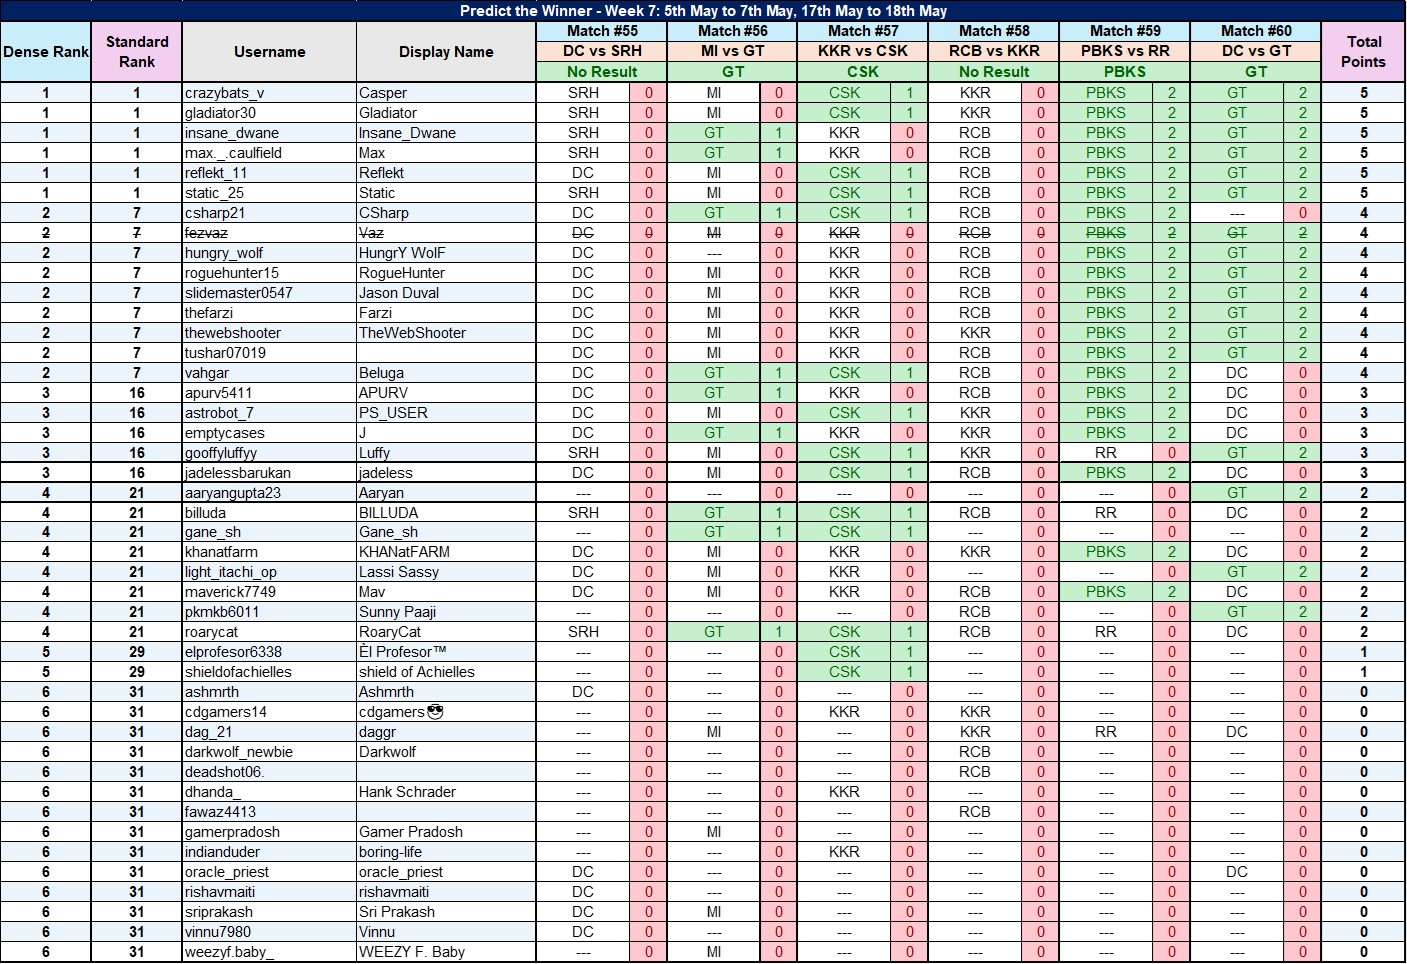 Predict the Winner - Week 7: 5th May to 7th May, 17th May to 18th May
Dense Rank Standard Rank Username Display Name Match #55 Match #56 Match #57 Match #58 Match #59 Match #60 Total Points
DC vs SRH MI vs GT KKR vs CSK RCB vs KKR PBKS vs RR DC vs GT
No Result GT CSK No Result PBKS GT
1 1 crazybats_v Casper SRH 0 MI 0 CSK 1 KKR 0 PBKS 2 GT 2 5
1 1 gladiator30 Gladiator SRH 0 MI 0 CSK 1 KKR 0 PBKS 2 GT 2 5
1 1 insane_dwane Insane_Dwane SRH 0 GT 1 KKR 0 RCB 0 PBKS 2 GT 2 5
1 1 max._.caulfield Max SRH 0 GT 1 KKR 0 RCB 0 PBKS 2 GT 2 5
1 1 reflekt_11 Reflekt DC 0 MI 0 CSK 1 RCB 0 PBKS 2 GT 2 5
1 1 static_25 Static SRH 0 MI 0 CSK 1 RCB 0 PBKS 2 GT 2 5
2 7 csharp21 CSharp DC 0 GT 1 CSK 1 RCB 0 PBKS 2 --- 0 4
2 7 fezvaz Vaz DC 0 MI 0 KKR 0 RCB 0 PBKS 2 GT 2 4
2 7 hungry_wolf HungrY WolF DC 0 --- 0 KKR 0 RCB 0 PBKS 2 GT 2 4
2 7 roguehunter15 RogueHunter DC 0 MI 0 KKR 0 RCB 0 PBKS 2 GT 2 4
2 7 slidemaster0547 Jason Duval DC 0 MI 0 KKR 0 RCB 0 PBKS 2 GT 2 4
2 7 thefarzi Farzi DC 0 MI 0 KKR 0 RCB 0 PBKS 2 GT 2 4
2 7 thewebshooter TheWebShooter DC 0 MI 0 KKR 0 KKR 0 PBKS 2 GT 2 4
2 7 tushar07019 DC 0 MI 0 KKR 0 RCB 0 PBKS 2 GT 2 4
2 7 vahgar Beluga DC 0 GT 1 CSK 1 RCB 0 PBKS 2 DC 0 4
3 16 apurv5411 APURV DC 0 GT 1 KKR 0 RCB 0 PBKS 2 DC 0 3
3 16 astrobot_7 PS_USER DC 0 MI 0 CSK 1 KKR 0 PBKS 2 DC 0 3
3 16 emptycases J DC 0 GT 1 KKR 0 KKR 0 PBKS 2 DC 0 3
3 16 gooffyluffyy Luffy SRH 0 MI 0 CSK 1 KKR 0 RR 0 GT 2 3
3 16 jadelessbarukan jadeless DC 0 MI 0 CSK 1 RCB 0 PBKS 2 DC 0 3
4 21 aaryangupta23 Aaryan --- 0 --- 0 --- 0 --- 0 --- 0 GT 2 2
4 21 billuda BILLUDA SRH 0 GT 1 CSK 1 RCB 0 RR 0 DC 0 2
4 21 gane_sh Gane_sh --- 0 GT 1 CSK 1 --- 0 --- 0 --- 0 2
4 21 khanatfarm KHANatFARM DC 0 MI 0 KKR 0 KKR 0 PBKS 2 DC 0 2
4 21 light_itachi_op Lassi Sassy DC 0 MI 0 KKR 0 --- 0 --- 0 GT 2 2
4 21 maverick7749 Mav DC 0 MI 0 KKR 0 RCB 0 PBKS 2 DC 0 2
4 21 pkmkb6011 Sunny Paaji --- 0 --- 0 --- 0 RCB 0 --- 0 GT 2 2
4 21 roarycat RoaryCat SRH 0 GT 1 CSK 1 RCB 0 RR 0 DC 0 2
5 29 elprofesor6338 Èl Profesor™ --- 0 --- 0 CSK 1 --- 0 --- 0 --- 0 1
5 29 shieldofachielles shield of Achielles --- 0 --- 0 CSK 1 --- 0 --- 0 --- 0 1
6 31 ashmrth Ashmrth DC 0 --- 0 --- 0 --- 0 --- 0 --- 0 0
6 31 cdgamers14 cdgamers😎 --- 0 --- 0 KKR 0 KKR 0 --- 0 --- 0 0
6 31 dag_21 daggr --- 0 MI 0 --- 0 KKR 0 RR 0 DC 0 0
6 31 darkwolf_newbie Darkwolf --- 0 --- 0 --- 0 RCB 0 --- 0 --- 0 0
6 31 deadshot06. --- 0 --- 0 --- 0 RCB 0 --- 0 --- 0 0
6 31 dhanda_ Hank Schrader --- 0 --- 0 KKR 0 --- 0 --- 0 --- 0 0
6 31 fawaz4413 --- 0 --- 0 --- 0 RCB 0 --- 0 --- 0 0
6 31 gamerpradosh Gamer Pradosh --- 0 MI 0 --- 0 --- 0 --- 0 --- 0 0
6 31 indianduder boring-life --- 0 --- 0 KKR 0 --- 0 --- 0 --- 0 0
6 31 oracle_priest oracle_priest DC 0 --- 0 --- 0 --- 0 --- 0 DC 0 0
6 31 rishavmaiti rishavmaiti DC 0 --- 0 --- 0 --- 0 --- 0 --- 0 0
6 31 sriprakash Sri Prakash DC 0 MI 0 --- 0 --- 0 --- 0 --- 0 0
6 31 vinnu7980 Vinnu DC 0 --- 0 --- 0 --- 0 --- 0 --- 0 0
6 31 weezyf.baby_ WEEZY F. Baby --- 0 MI 0 --- 0 --- 0 --- 0 --- 0 0